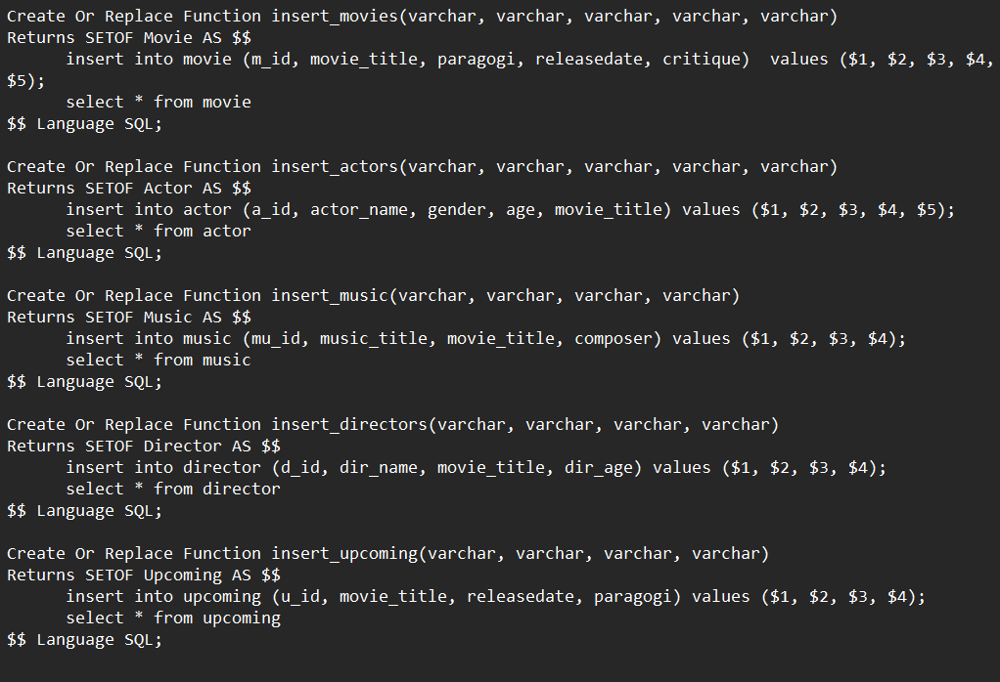 Create Or Replace Function insert_movies(varchar, varchar, varchar, varchar, varchar)
Returns SETOF Movie AS $$
      insert into movie (m_id, movie_title, paragogi, releasedate, critique)  values ($1, $2, $3, $4,
$5);
      select * from movie
$$ Language SQL;

Create Or Replace Function insert_actors(varchar, varchar, varchar, varchar, varchar)
Returns SETOF Actor AS $$
      insert into actor (a_id, actor_name, gender, age, movie_title) values ($1, $2, $3, $4, $5);
      select * from actor
$$ Language SQL;

Create Or Replace Function insert_music(varchar, varchar, varchar, varchar)
Returns SETOF Music AS $$
      insert into music (mu_id, music_title, movie_title, composer) values ($1, $2, $3, $4);
      select * from music
$$ Language SQL;

Create Or Replace Function insert_directors(varchar, varchar, varchar, varchar)
Returns SETOF Director AS $$
      insert into director (d_id, dir_name, movie_title, dir_age) values ($1, $2, $3, $4);
      select * from director
$$ Language SQL;

Create Or Replace Function insert_upcoming(varchar, varchar, varchar, varchar)
Returns SETOF Upcoming AS $$
      insert into upcoming (u_id, movie_title, releasedate, paragogi) values ($1, $2, $3, $4);
      select * from upcoming
$$ Language SQL;